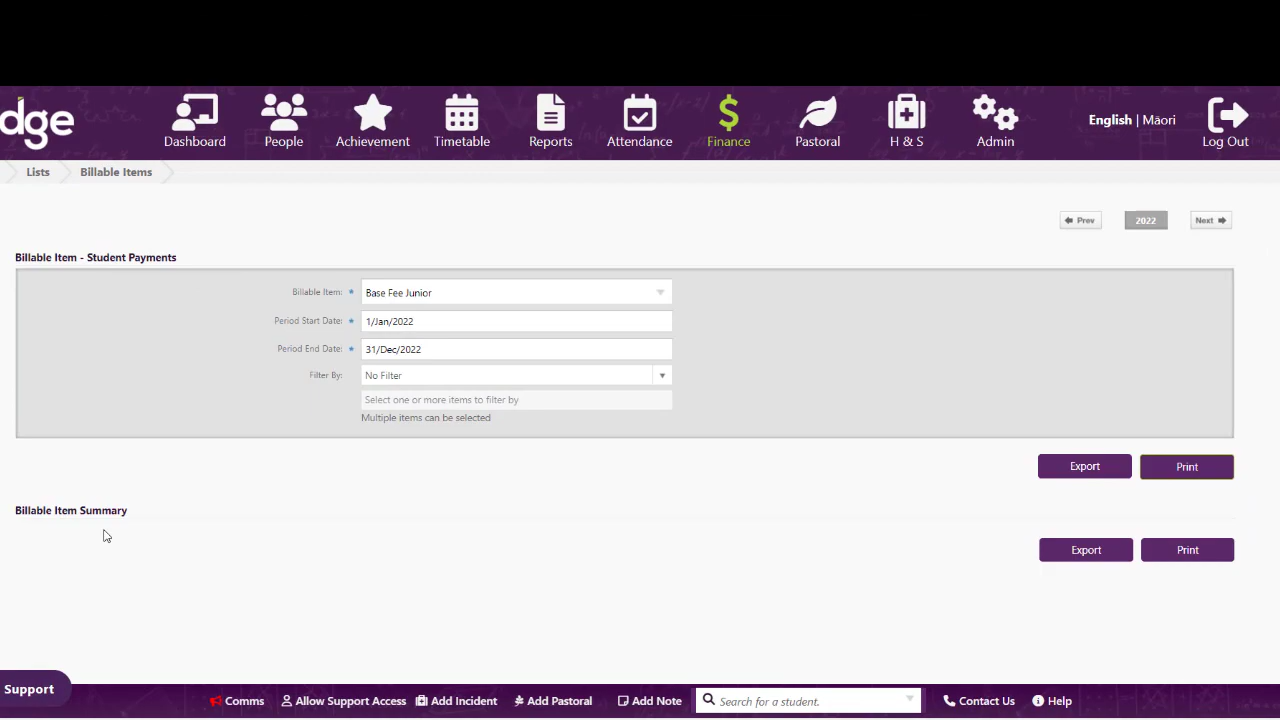 dge
Dashboard People Achievement Timetable Reports Attendance Finance Pastoral H & S Admin English | Māori Log Out
Lists Billable Items
Prev 2022 Next
Billable Item - Student Payments
Billable Item: * Base Fee Junior
Period Start Date: * 1/Jan/2022
Period End Date: * 31/Dec/2022
Filter By: No Filter
Select one or more items to filter by
Multiple items can be selected
Export Print
Billable Item Summary
Export Print
Support
Comms Allow Support Access Add Incident Add Pastoral Add Note Search for a student. Contact Us Help